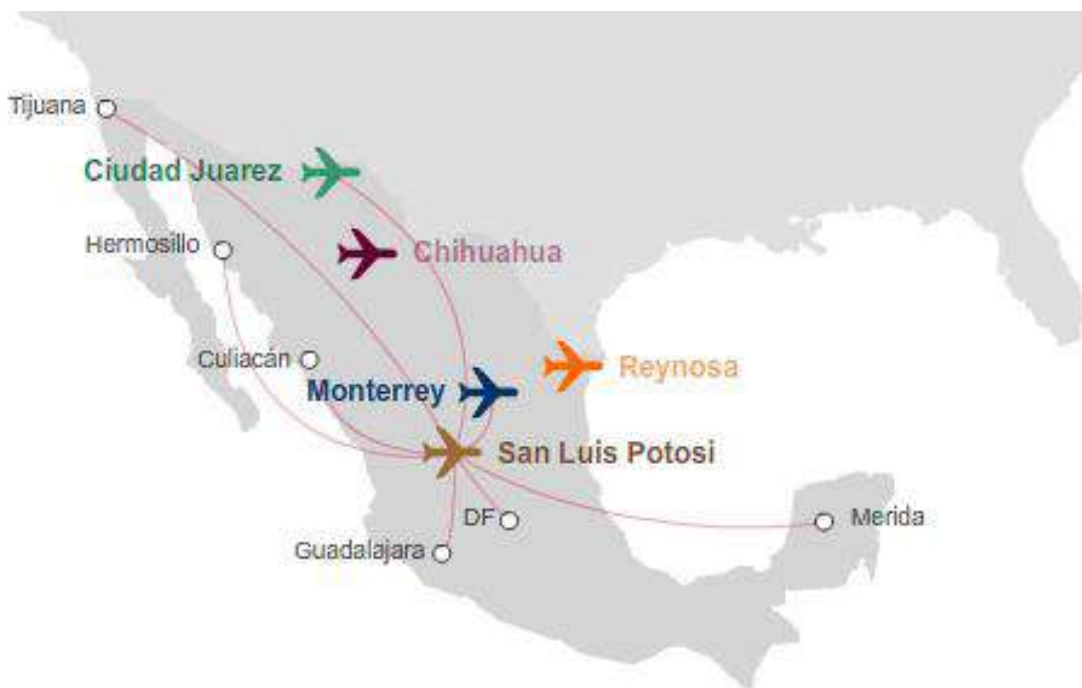 Tijuana
Ciudad Juarez
Hermosillo
Chihuahua
Culiacán
Reynosa
Monterrey
San Luis Potosi
DF
Merida
Guadalajara